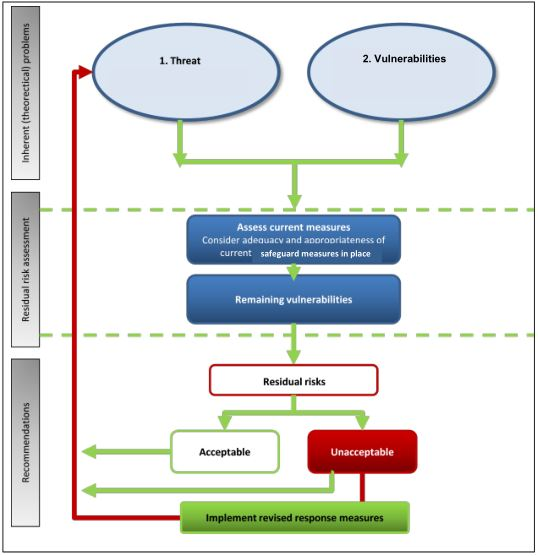 Inherent (theorectical) problems
1. Threat
2. Vulnerabilities
Residual risk assessment
Assess current measures
Consider adequacy and appropriateness of
current safeguard measures in place
Remaining vulnerabilities
Recommendations
Residual risks
Acceptable
Unacceptable
Implement revised response measures